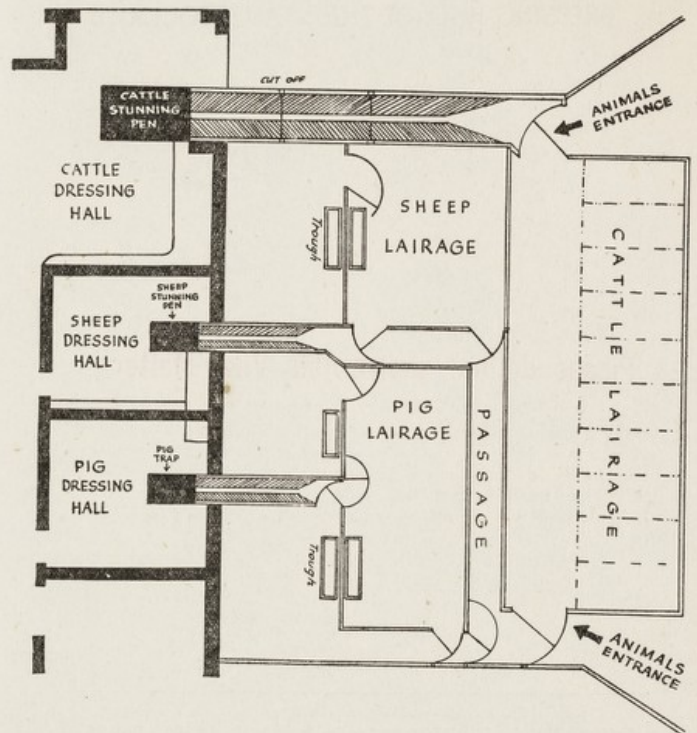 CUT OFF
CATTLE
STUNNING
PEN
ANIMALS
ENTRANCE
CATTLE
DRESSING
HALL
SHEEP
LAIRAGE
Trough
CATTLE LAIRAGE
SHEEP
STUNNING
PEN
SHEEP
DRESSING
HALL
PIG
LAIRAGE
PASSAGE
PIG
TRAP
PIG
DRESSING
HALL
Trough
ANIMALS
ENTRANCE